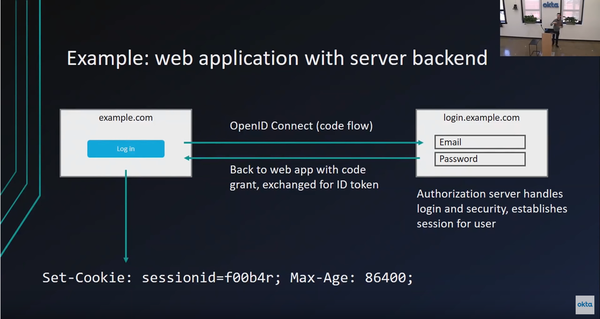 okta
Example: web application with server backend
example.com
Log in
OpenID Connect (code flow)
Back to web app with code
grant, exchanged for ID token
login.example.com
Email
Password
Authorization server handles
login and security, establishes
session for user
Set-Cookie: sessionid=f00b4r; Max-Age: 86400;
okta